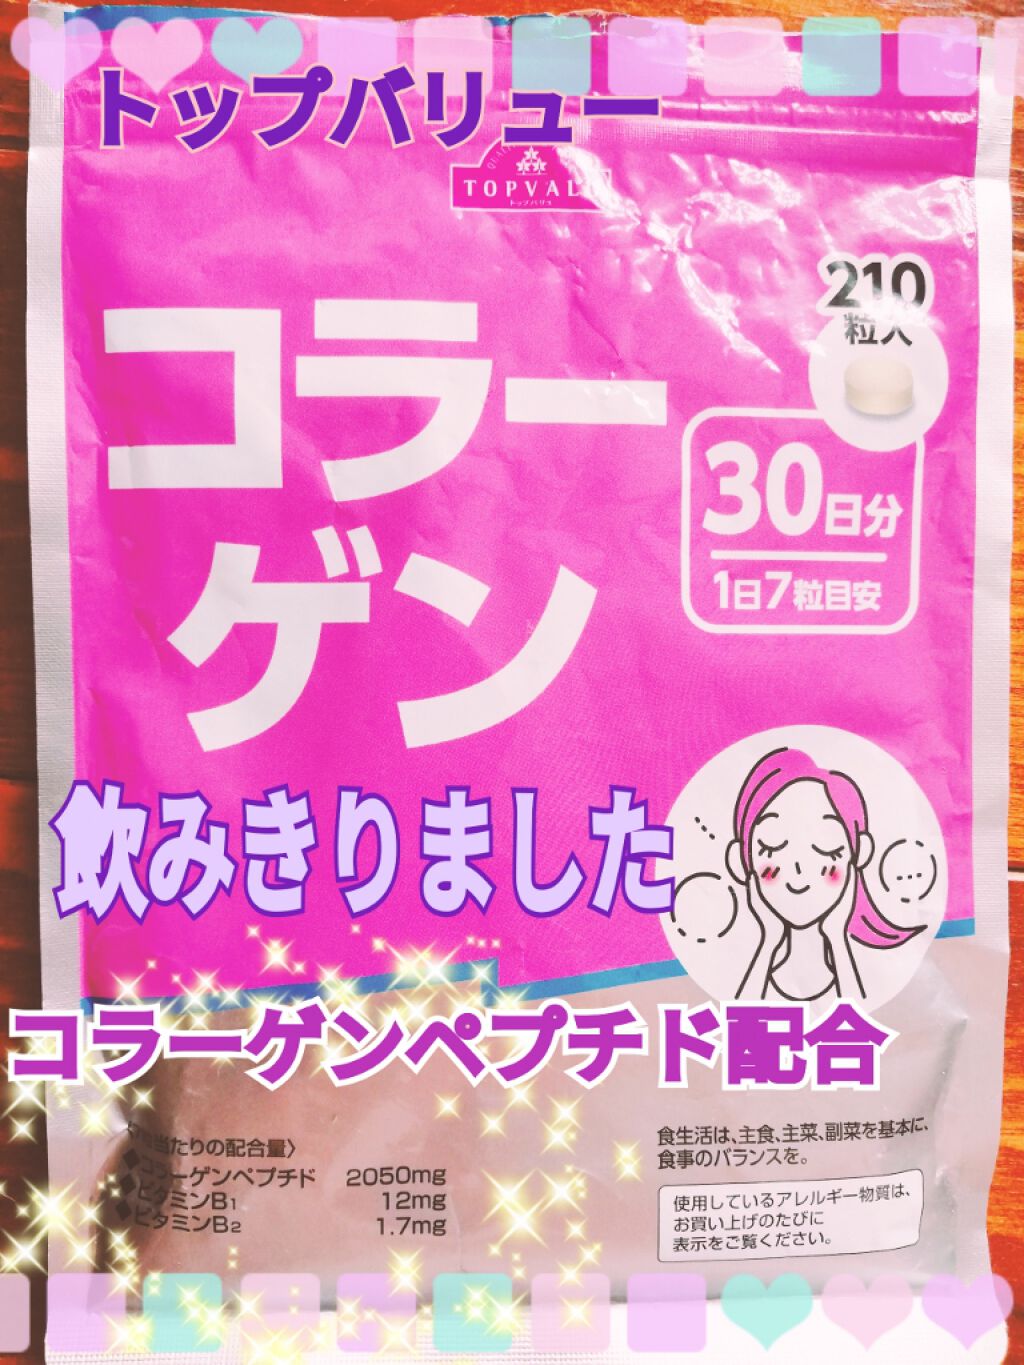 トップバリュー
TOPVAL
トップバリュ
210
粒入
コラー
ゲン
30日分
1日7粒目安
飲みきりました
コラーゲンペプチド配合
当たりの配合量〉
◆コラーゲンペプチド 2050mg
◆ビタミンB1 12mg
◆ビタミンB2 1.7mg
食生活は、主食、主菜、副菜を基本に、
食事のバランスを。
使用しているアレルギー物質は、
お買い上げのたびに
表示をご覧ください。